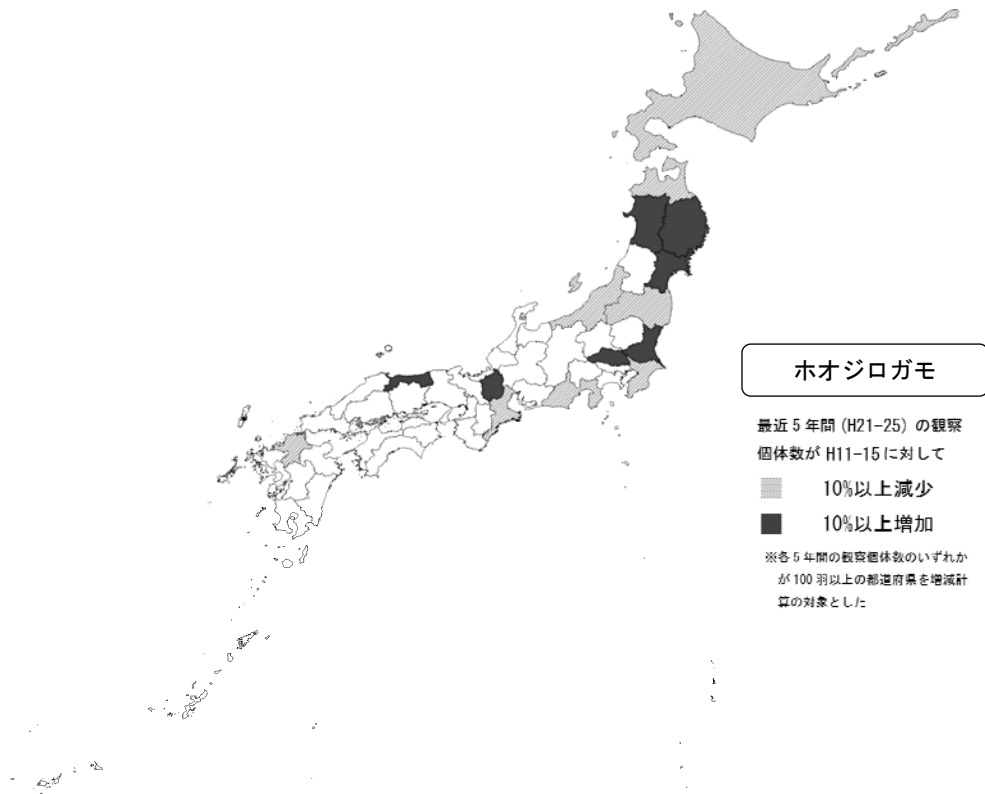 ホオジロガモ
最近5年間(H21-25)の観察
個体数がH11-15に対して
10%以上減少
10%以上増加
※各5年間の観察個体数のいずれか
が100羽以上の都道府県を増減計
算の対象とした